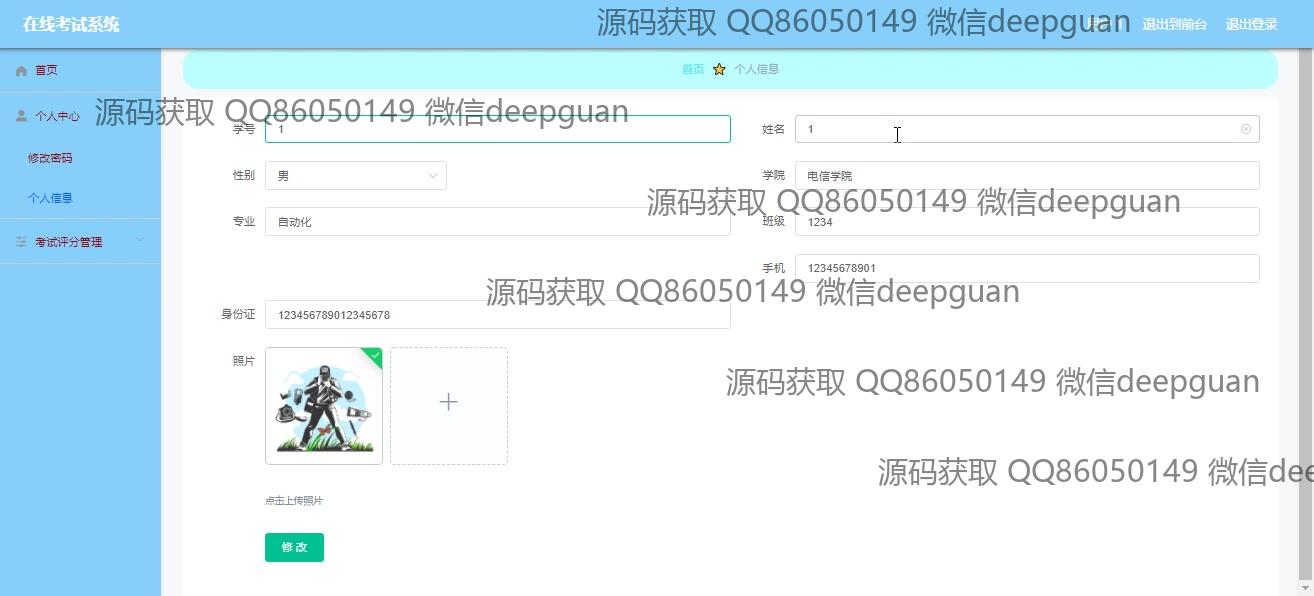 在线考试系统
源码获取 QQ86050149 微信deepguan
退出到前台
退出登录
首页
首页
个人信息
个人中心
源码获取 QQ86050149 微信deepguan
学号
1
姓名
1
修改密码
性别
男
学院
电信学院
个人信息
源码获取 QQ86050149 微信deepguan
专业
自动化
班级
1234
考试评分管理
手机
12345678901
源码获取 QQ86050149 微信deepguan
身份证
123456789012345678
照片
源码获取 QQ86050149 微信deepguan
源码获取 QQ86050149 微信dee
点击上传照片
修改